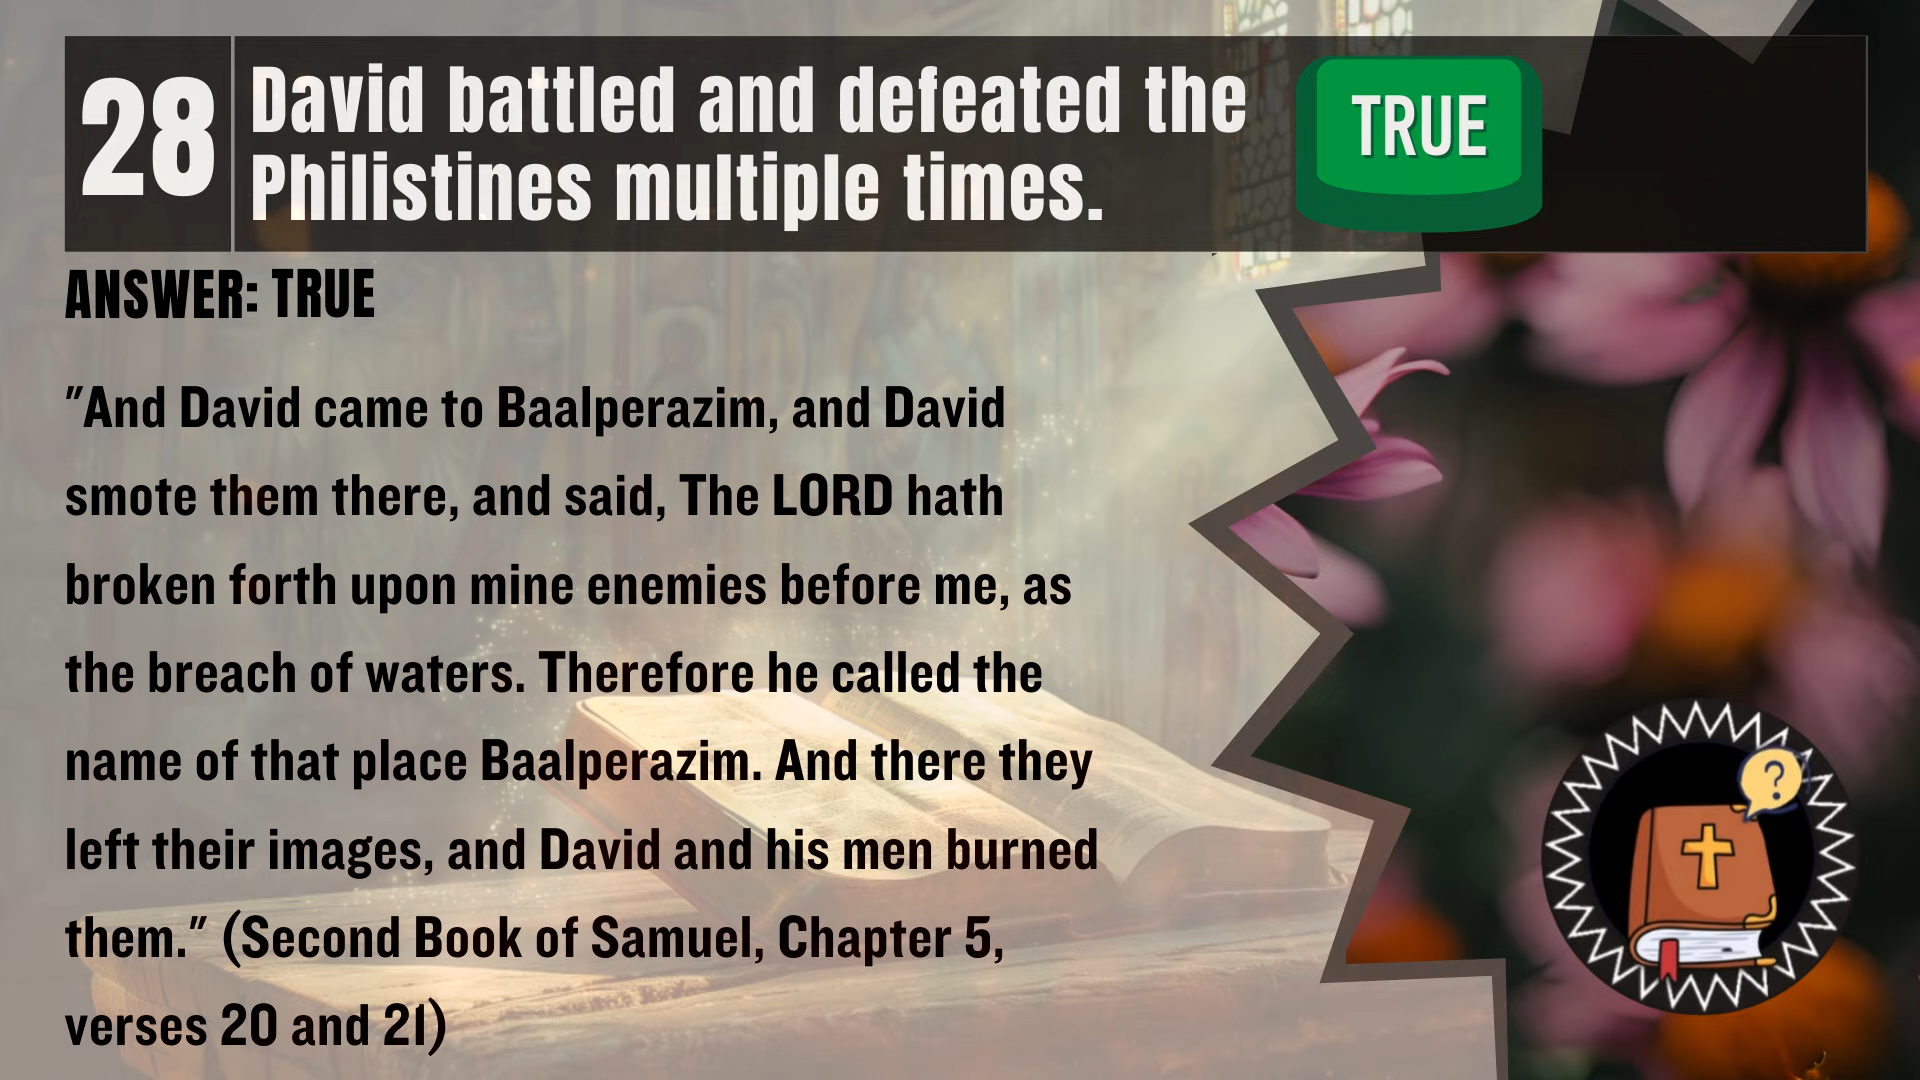 28
David battled and defeated the
Philistines multiple times.
TRUE
ANSWER: TRUE
"And David came to Baalperazim, and David
smote them there, and said, The LORD hath
broken forth upon mine enemies before me, as
the breach of waters. Therefore he called the
name of that place Baalperazim. And there they
left their images, and David and his men burned
them." (Second Book of Samuel, Chapter 5,
verses 20 and 21)
?